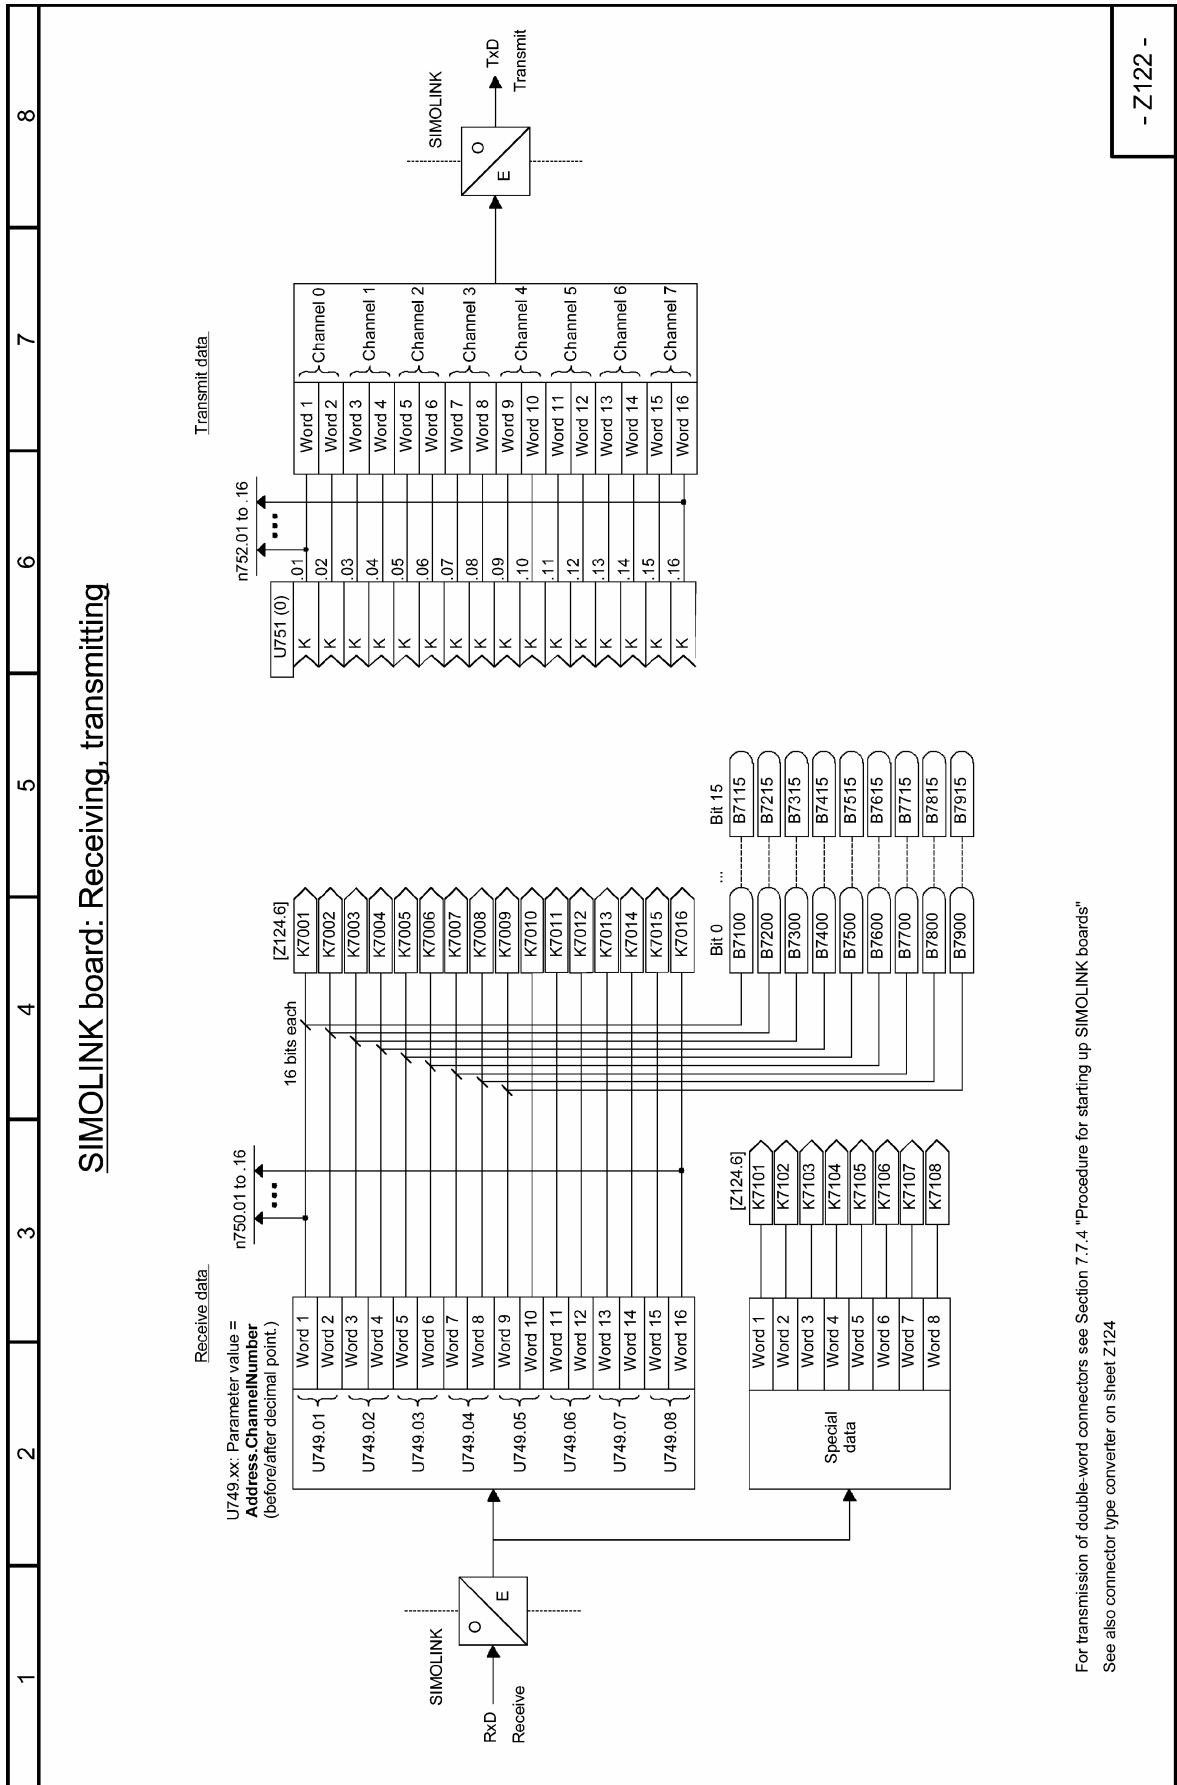 SIMOLINK board: Receiving, transmitting
Receive data
U749.xx: Parameter value =
Address.ChannelNumber
(before/after decimal point.)
n750.01 to .16
16 bits each
[Z124.6]
SIMOLINK
RxD
Receive
O
E
U749.01
U749.02
U749.03
U749.04
U749.05
U749.06
U749.07
U749.08
Word 1
Word 2
Word 3
Word 4
Word 5
Word 6
Word 7
Word 8
Word 9
Word 10
Word 11
Word 12
Word 13
Word 14
Word 15
Word 16
K7001
K7002
K7003
K7004
K7005
K7006
K7007
K7008
K7009
K7010
K7011
K7012
K7013
K7014
K7015
K7016
Special
data
Word 1
Word 2
Word 3
Word 4
Word 5
Word 6
Word 7
Word 8
[Z124.6]
K7101
K7102
K7103
K7104
K7105
K7106
K7107
K7108
Bit 0 ... Bit 15
B7100 B7115
B7200 B7215
B7300 B7315
B7400 B7415
B7500 B7515
B7600 B7615
B7700 B7715
B7800 B7815
B7900 B7915
Transmit data
n752.01 to .16
U751 (0)
K .01 Word 1
K .02 Word 2
K .03 Word 3
K .04 Word 4
K .05 Word 5
K .06 Word 6
K .07 Word 7
K .08 Word 8
K .09 Word 9
K .10 Word 10
K .11 Word 11
K .12 Word 12
K .13 Word 13
K .14 Word 14
K .15 Word 15
K .16 Word 16
Channel 0
Channel 1
Channel 2
Channel 3
Channel 4
Channel 5
Channel 6
Channel 7
SIMOLINK
O
E
TxD
Transmit
For transmission of double-word connectors see Section 7.7.4 "Procedure for starting up SIMOLINK boards"
See also connector type converter on sheet Z124
1 2 3 4 5 6 7 8
- Z122 -